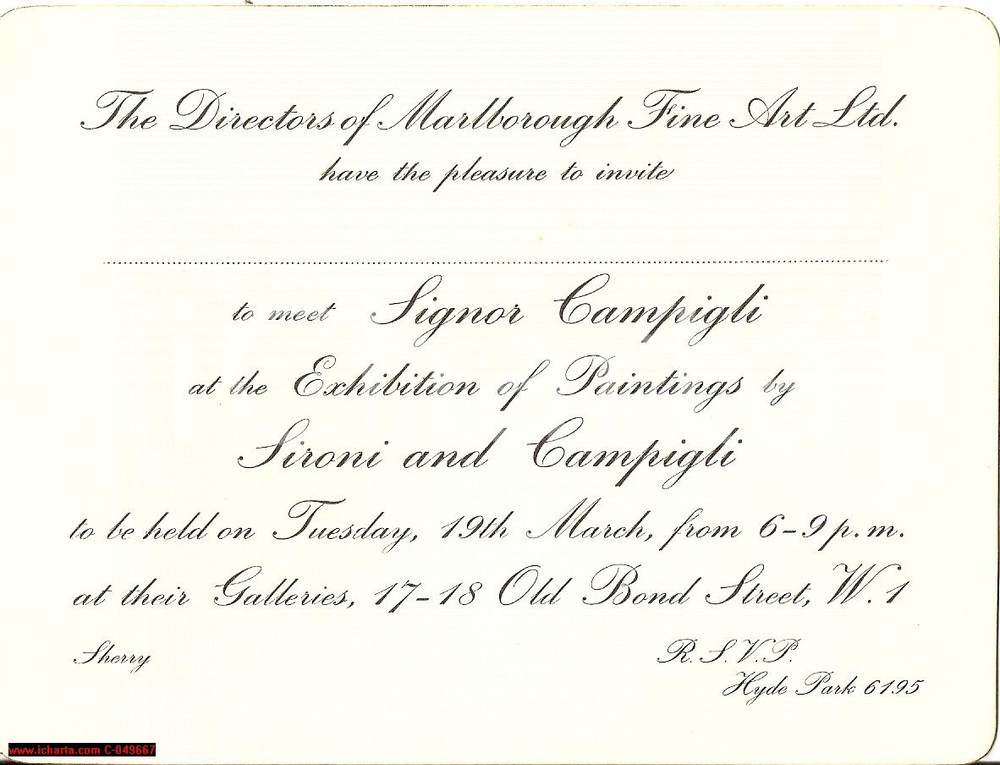 The Directors of Marlborough Fine Art Ltd.
have the pleasure to invite
to meet Signor Campigli
at the Exhibition of Paintings by
Sironi and Campigli
to be held on Tuesday, 19th March, from 6-9 p.m.
at their Galleries, 17-18 Old Bond Street, W.1
Sherry
R.S.V.P.
Hyde Park 6195
www.icharta.com C-049667